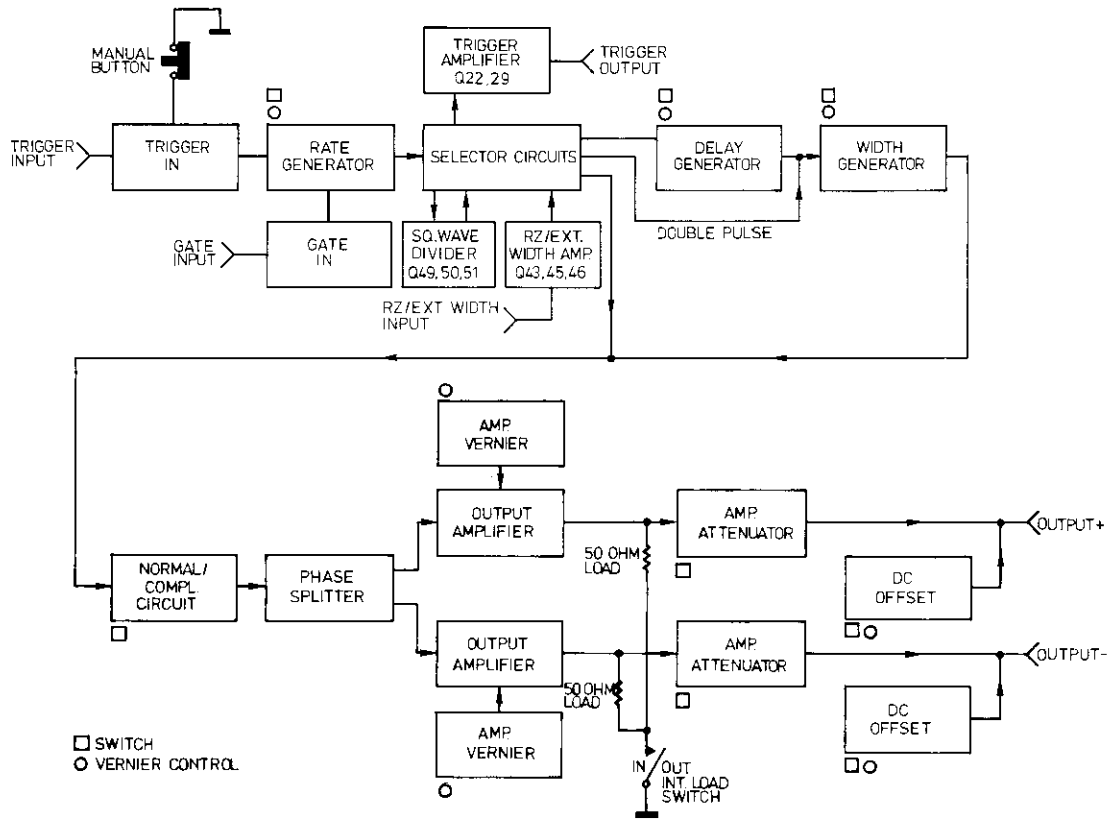 MANUAL
BUTTON
TRIGGER
AMPLIFIER
Q22,29
TRIGGER
OUTPUT
TRIGGER
INPUT
TRIGGER
IN
RATE
GENERATOR
SELECTOR CIRCUITS
DELAY
GENERATOR
WIDTH
GENERATOR
GATE
INPUT
GATE
IN
SQ.WAVE
DIVIDER
Q49,50,51
RZ/EXT.
WIDTH AMP.
Q43,45,46
DOUBLE PULSE
RZ/EXT WIDTH
INPUT
AMP.
VERNIER
OUTPUT
AMPLIFIER
AMP.
ATTENUATOR
OUTPUT+
50 OHM
LOAD
NORMAL/
COMPL.
CIRCUIT
PHASE
SPLITTER
DC
OFFSET
OUTPUT
AMPLIFIER
AMP.
ATTENUATOR
OUTPUT-
50 OHM
LOAD
DC
OFFSET
AMP.
VERNIER
SWITCH
VERNIER CONTROL
IN OUT
INT. LOAD
SWITCH